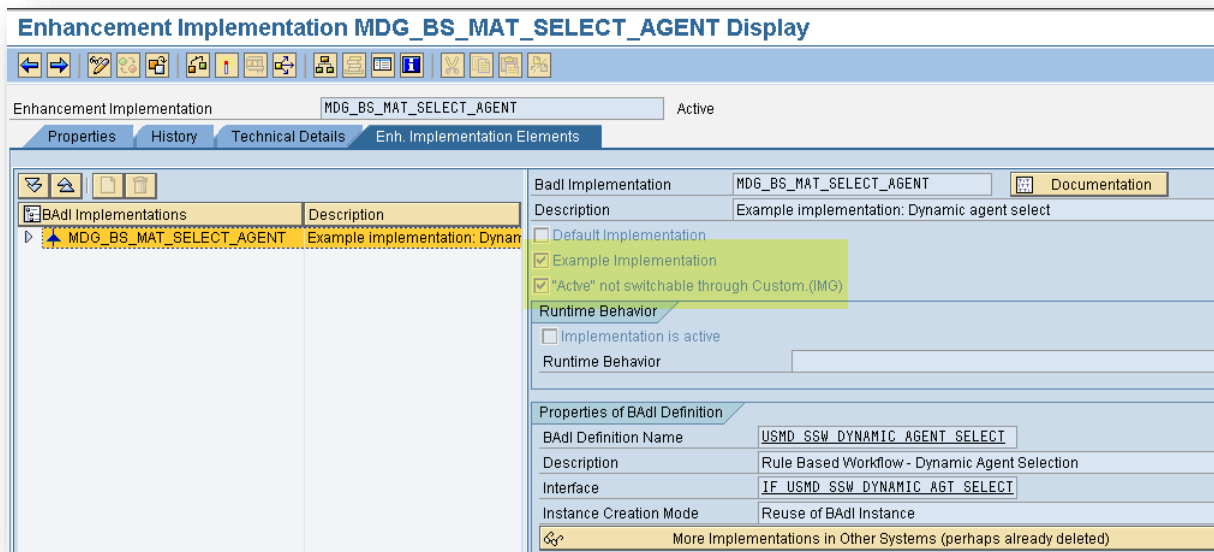 Enhancement Implementation MDG_BS_MAT_SELECT_AGENT Display
Enhancement Implementation MDG_BS_MAT_SELECT_AGENT Active
Properties History Technical Details Enh. Implementation Elements
BAdI Implementations Description
MDG_BS_MAT_SELECT_AGENT Example implementation: Dynam
BadI Implementation MDG_BS_MAT_SELECT_AGENT Documentation
Description Example implementation: Dynamic agent select
Default Implementation
Example Implementation
"Actve" not switchable through Custom.(IMG)
Runtime Behavior
Implementation is active
Runtime Behavior
Properties of BAdI Definition
BAdI Definition Name USMD_SSW_DYNAMIC_AGENT_SELECT
Description Rule Based Workflow - Dynamic Agent Selection
Interface IF_USMD_SSW_DYNAMIC_AGT_SELECT
Instance Creation Mode Reuse of BAdI Instance
More Implementations in Other Systems (perhaps already deleted)